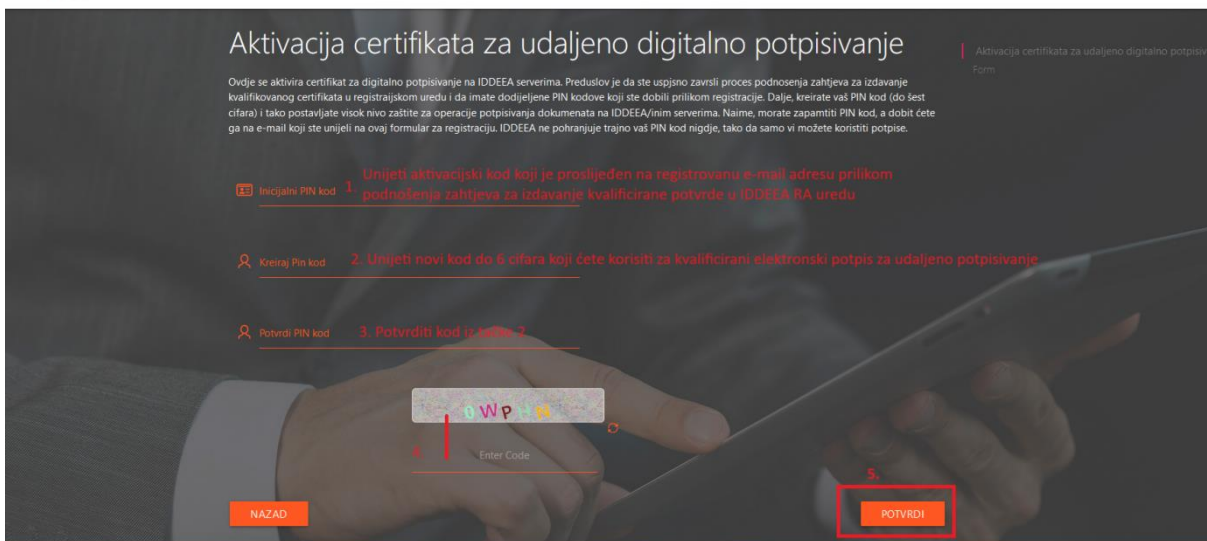 Aktivacija certifikata za udaljeno digitalno potpisivanje
Aktivacija certifikata za udaljeno digitalno potpisiv
Form
Ovdje se aktivira certifikat za digitalno potpisivanje na IDDEEA serverima. Preduslov je da ste uspjisno zavrsli proces podnosenja zahtjeva za izdavanje
kvalifikovanog certifikata u registraijskom uredu i da imate dodijeljene PIN kodove koji ste dobili prilikom registracije. Dalje, kreirate vaš PIN kod (do šest
cifara) i tako postavljate visok nivo zaštite za operacije potpisivanja dokumenata na IDDEEA/inim serverima. Naime, morate zapamtiti PIN kod, a dobit ćete
ga na e-mail koji ste unijeli na ovaj formular za registraciju. IDDEEA ne pohranjuje trajno vaš PIN kod nigdje, tako da samo vi možete koristiti potpise.
Inicijalni PIN kod
1. Unijeti aktivacijski kod koji je proslijeđen na registrovanu e-mail adresu prilikom
podnošenja zahtjeva za izdavanje kvalificirane potvrde u IDDEEA RA uredu
Kreiraj Pin kod
2. Unijeti novi kod do 6 cifara koji ćete korisiti za kvalificirani elektronski potpis za udaljeno potpisivanje
Potvrdi PIN kod
3. Potvrditi kod iz tačke 2
0 W P H N
4.
Enter Code
5.
NAZAD
POTVRDI